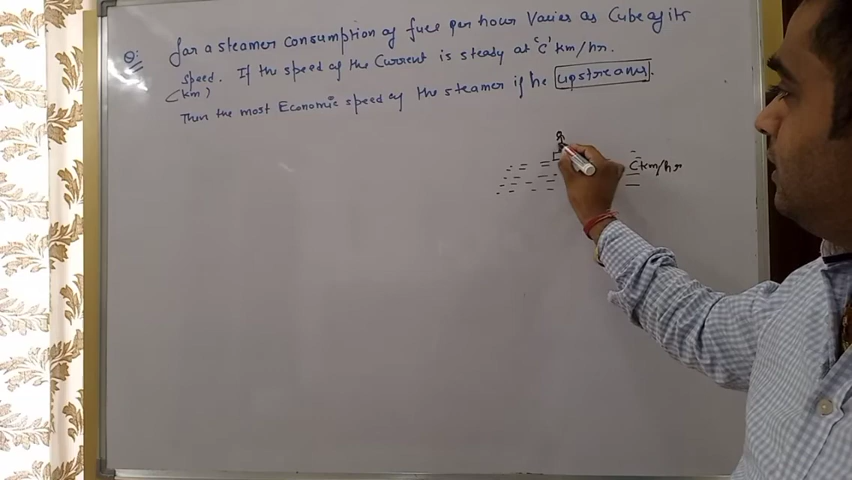 Q: for a steamer consumption of fuel per hour varies as Cube of its
speed. If the speed of the Current is steady at 'C' km/hr.
(km)
Then the most Economic speed of the steamer if he upstreams.
C km/hr